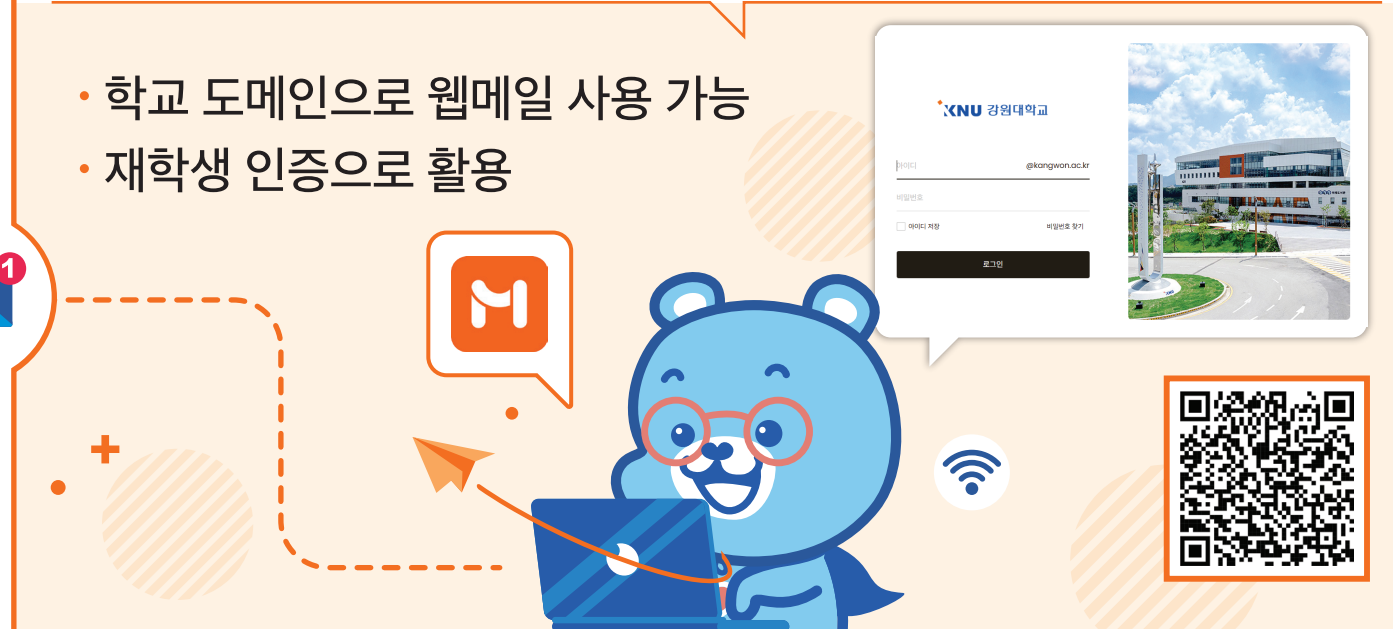 · 학교 도메인으로 웹메일 사용 가능
· 재학생 인증으로 활용
KNU 강원대학교
아이디 @kangwon.ac.kr
비밀번호
아이디 저장 비밀번호 찾기
로그인
1